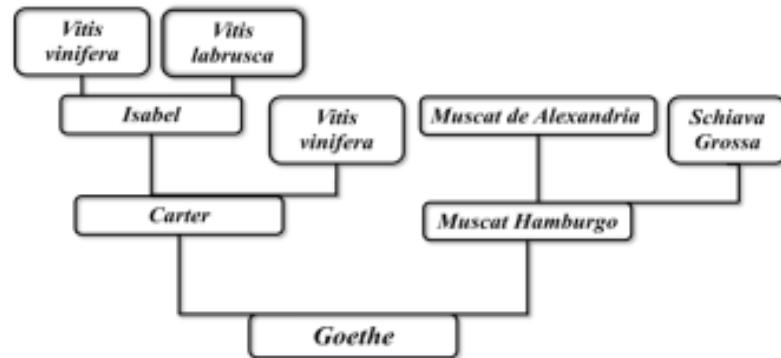 Vitis
vinifera
Vitis
labrusca
Isabel
Vitis
vinifera
Muscat de Alexandria
Schiava
Grossa
Carter
Muscat Hamburgo
Goethe